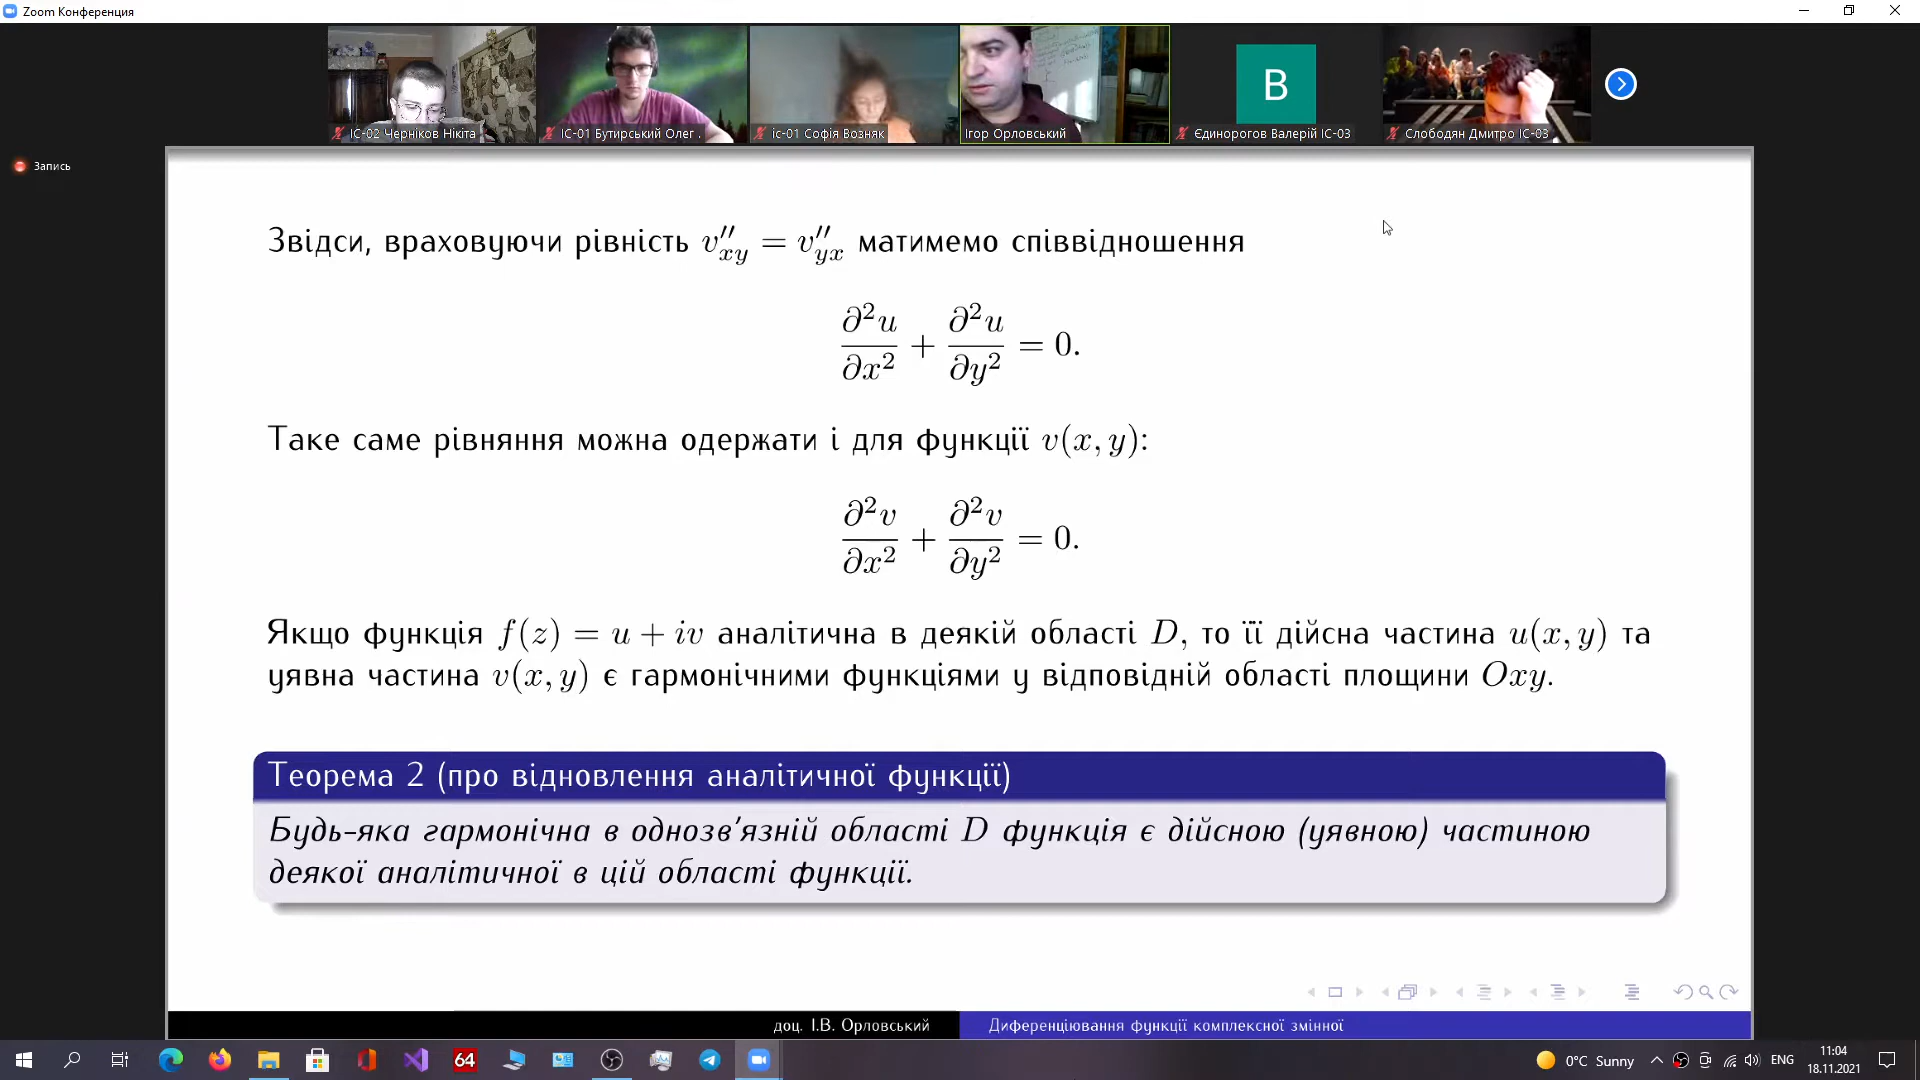 Zoom Конференция
ІС-02 Черніков Нікіта
ІС-01 Бутирський Олег .
іс-01 Софія Возняк
Ігор Орловський
B
Єдинорогов Валерій ІС-03
Слободян Дмитро ІС-03
Запись
Звідси, враховуючи рівність v''_{xy} = v''_{yx} матимемо співвідношення
∂²u/∂x² + ∂²u/∂y² = 0.
Таке саме рівняння можна одержати і для функції v(x, y):
∂²v/∂x² + ∂²v/∂y² = 0.
Якщо функція f(z) = u + iv аналітична в деякій області D, то її дійсна частина u(x, y) та
уявна частина v(x, y) є гармонічними функціями у відповідній області площини Oxy.
Теорема 2 (про відновлення аналітичної функції)
Будь-яка гармонічна в однозв'язній області D функція є дійсною (уявною) частиною
деякої аналітичної в цій області функції.
доц. І.В. Орловський
Диференціювання функції комплексної змінної
64
0°C Sunny
ENG
11:04
18.11.2021